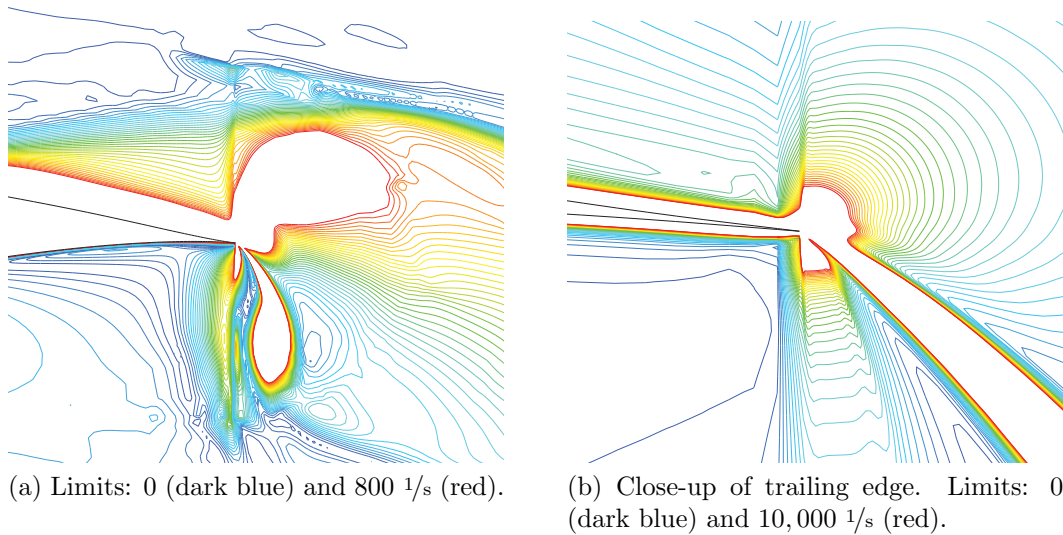 (a) Limits: 0 (dark blue) and 800 1/s (red).
(b) Close-up of trailing edge. Limits: 0
(dark blue) and 10,000 1/s (red).